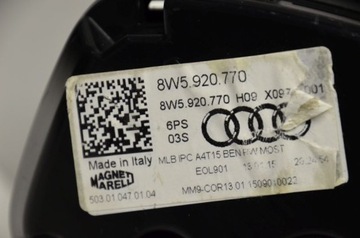 8W5.920.770
8W5.920.770 H09
6PS
03S
Made in Italy
MLB IPC A4T15 BEN RW MOST
MAGNETI
MARELLI
EOL901
503.01.047.01.04
MM9-COR13.01.1509010022